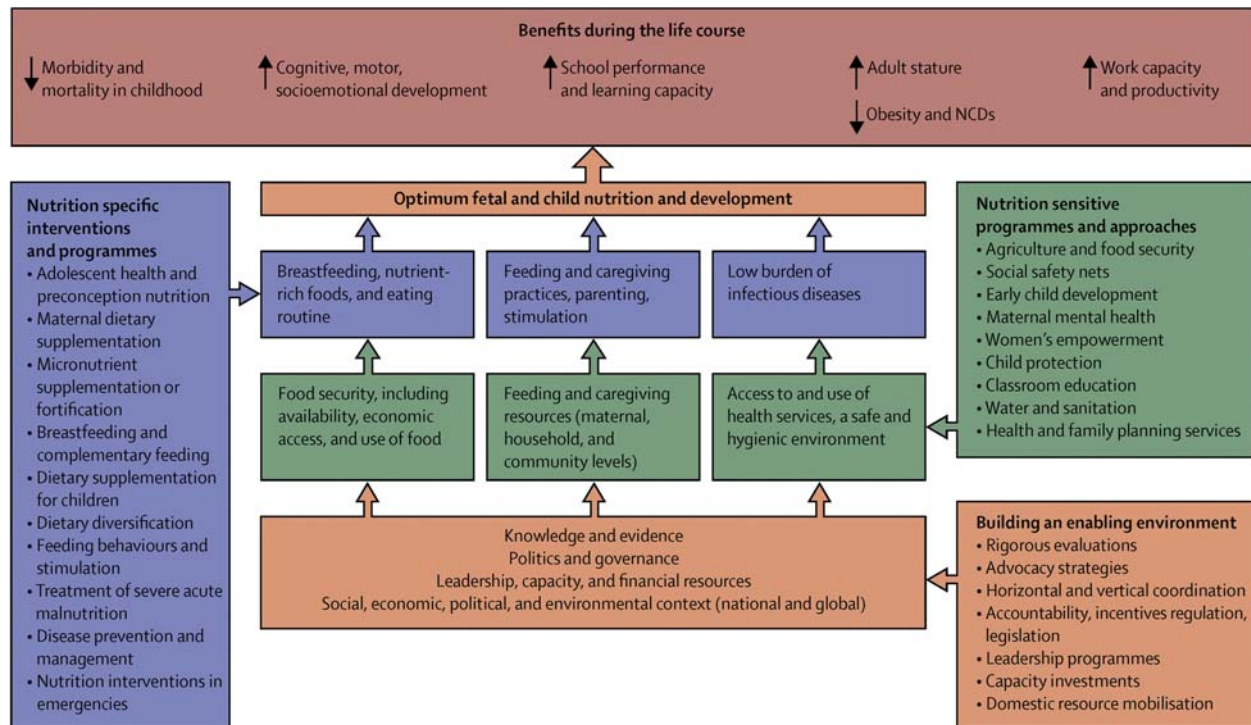 Benefits during the life course
Morbidity and
mortality in childhood
Cognitive, motor,
socioemotional development
School performance
and learning capacity
Adult stature
Obesity and NCDs
Work capacity
and productivity
Optimum fetal and child nutrition and development
Nutrition specific
interventions
and programmes
• Adolescent health and
preconception nutrition
• Maternal dietary
supplementation
• Micronutrient
supplementation or
fortification
• Breastfeeding and
complementary feeding
• Dietary supplementation
for children
• Dietary diversification
• Feeding behaviours and
stimulation
• Treatment of severe acute
malnutrition
• Disease prevention and
management
• Nutrition interventions in
emergencies
Breastfeeding, nutrient-
rich foods, and eating
routine
Feeding and caregiving
practices, parenting,
stimulation
Low burden of
infectious diseases
Food security, including
availability, economic
access, and use of food
Feeding and caregiving
resources (maternal,
household, and
community levels)
Access to and use of
health services, a safe and
hygienic environment
Knowledge and evidence
Politics and governance
Leadership, capacity, and financial resources
Social, economic, political, and environmental context (national and global)
Nutrition sensitive
programmes and approaches
• Agriculture and food security
• Social safety nets
• Early child development
• Maternal mental health
• Women's empowerment
• Child protection
• Classroom education
• Water and sanitation
• Health and family planning services
Building an enabling environment
• Rigorous evaluations
• Advocacy strategies
• Horizontal and vertical coordination
• Accountability, incentives regulation,
legislation
• Leadership programmes
• Capacity investments
• Domestic resource mobilisation